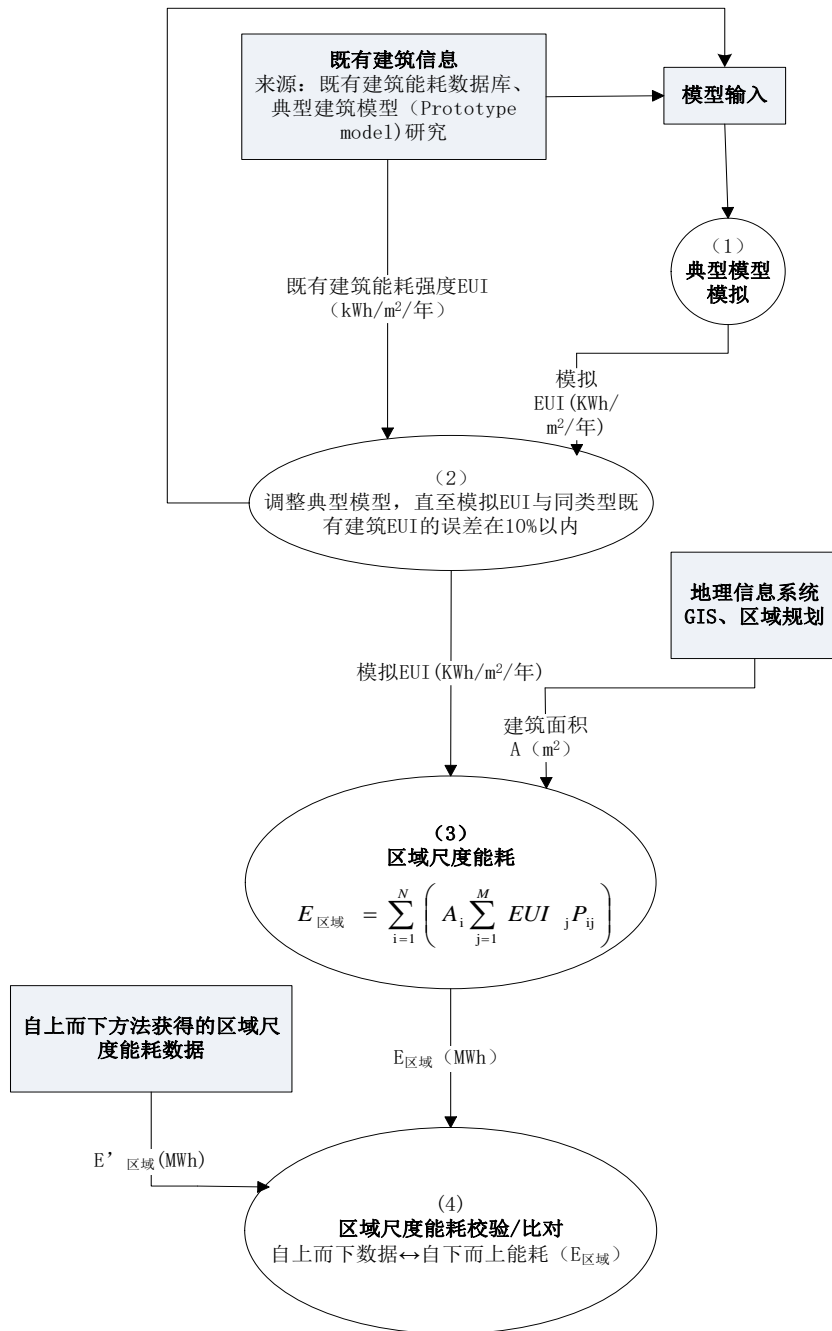 既有建筑信息
来源：既有建筑能耗数据库、
典型建筑模型（Prototype
model)研究
模型输入
（1）
典型模型
模拟
既有建筑能耗强度EUI
（kWh/m²/年）
模拟
EUI(KWh/
m²/年)
（2）
调整典型模型，直至模拟EUI与同类型既
有建筑EUI的误差在10%以内
地理信息系统
GIS、区域规划
模拟EUI(KWh/m²/年)
建筑面积
A（m²）
（3）
区域尺度能耗
E区域 = ∑_{i=1}^{N} ( A_i ∑_{j=1}^{M} EUI_j P_{ij} )
自上而下方法获得的区域尺
度能耗数据
E区域（MWh）
E’区域(MWh)
(4)
区域尺度能耗校验/比对
自上而下数据↔自下而上能耗（E区域）